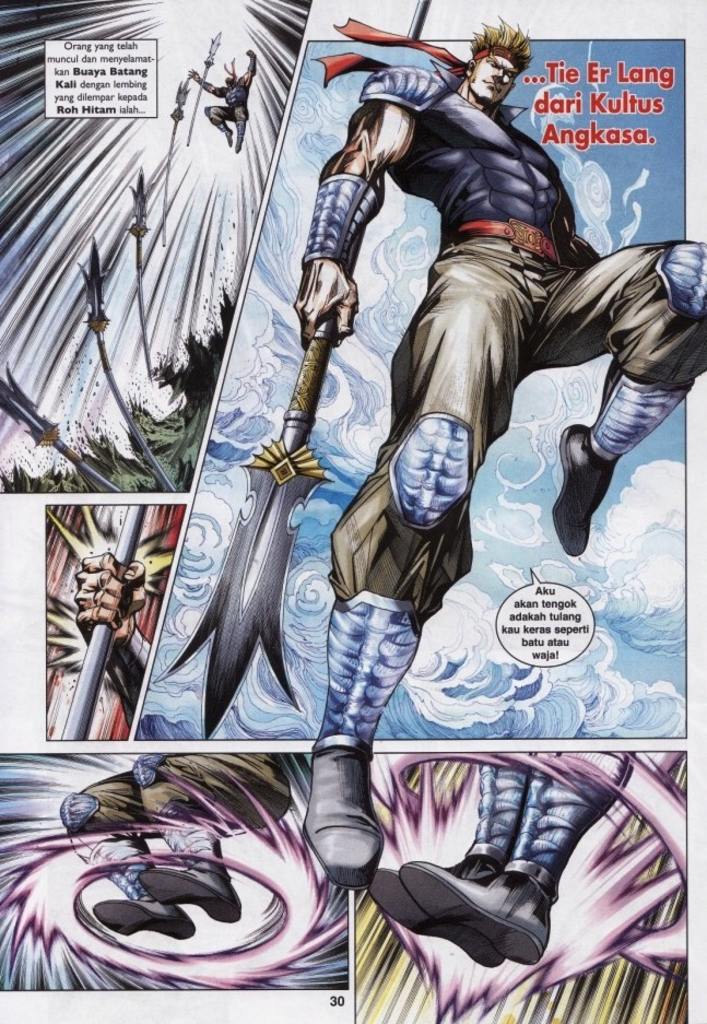 Orang yang telah
muncul dan menyelamat-
kan Buaya Batang
Kali dengan lembing
yang dilempar kepada
Roh Hitam ialah...
...Tie Er Lang
dari Kultus
Angkasa.
Aku
akan tengok
adakah tulang
kau keras seperti
batu atau
waja!
30